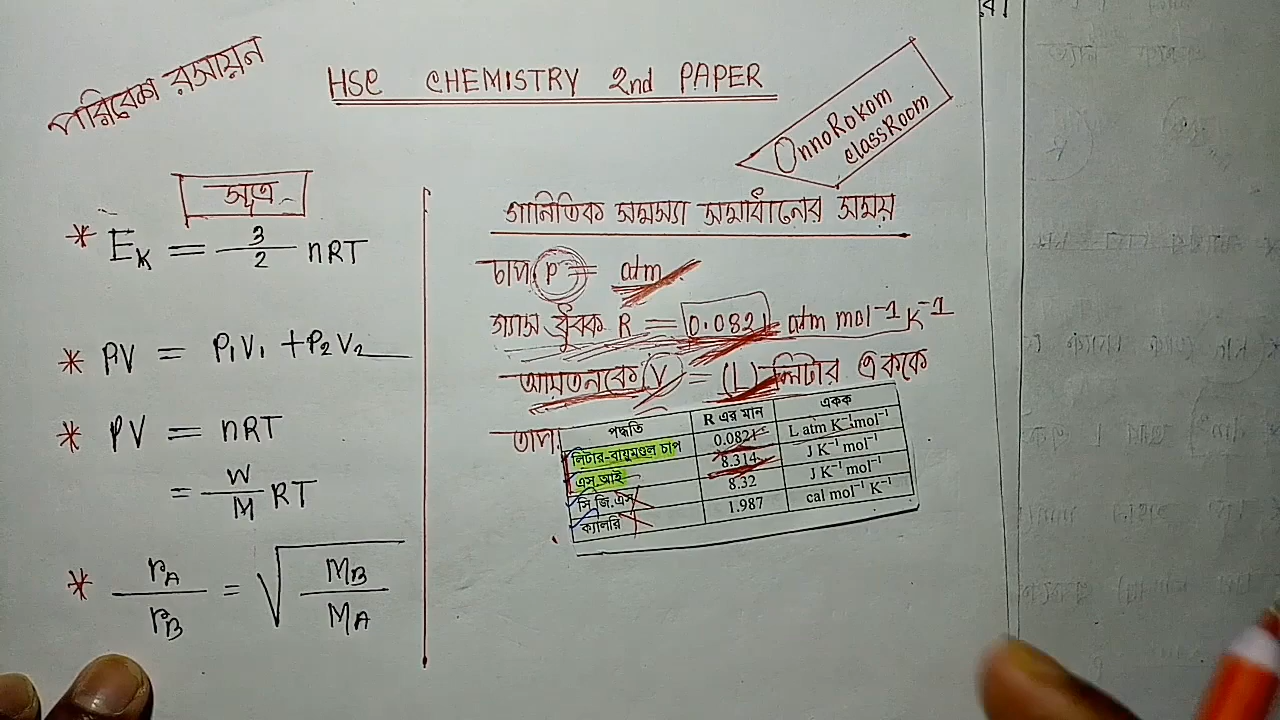 পরিবেশ রসায়ন
HSC CHEMISTRY 2nd PAPER
OnnoRokom
classRoom
সূত্র
* EK = 3/2 nRT
* PV = P₁V₁ + P₂V₂
* PV = nRT
= W/M RT
* rA/rB = √MB/MA
গানিতিক সমস্যা সমাধানের সময়
চাপ P = atm
গ্যাস ধ্রুবক R = 0.0821 atm mol⁻¹ K⁻¹
আয়তনকে (V) = (L) লিটার এককে
তাপ
পদ্ধতি R এর মান একক
লিটার-বায়ুমণ্ডল চাপ 0.0821 L atm K⁻¹mol⁻¹
এস.আই 8.314 J K⁻¹ mol⁻¹
সি.জি.এস 8.32 J K⁻¹ mol⁻¹
ক্যালরি 1.987 cal mol⁻¹ K⁻¹